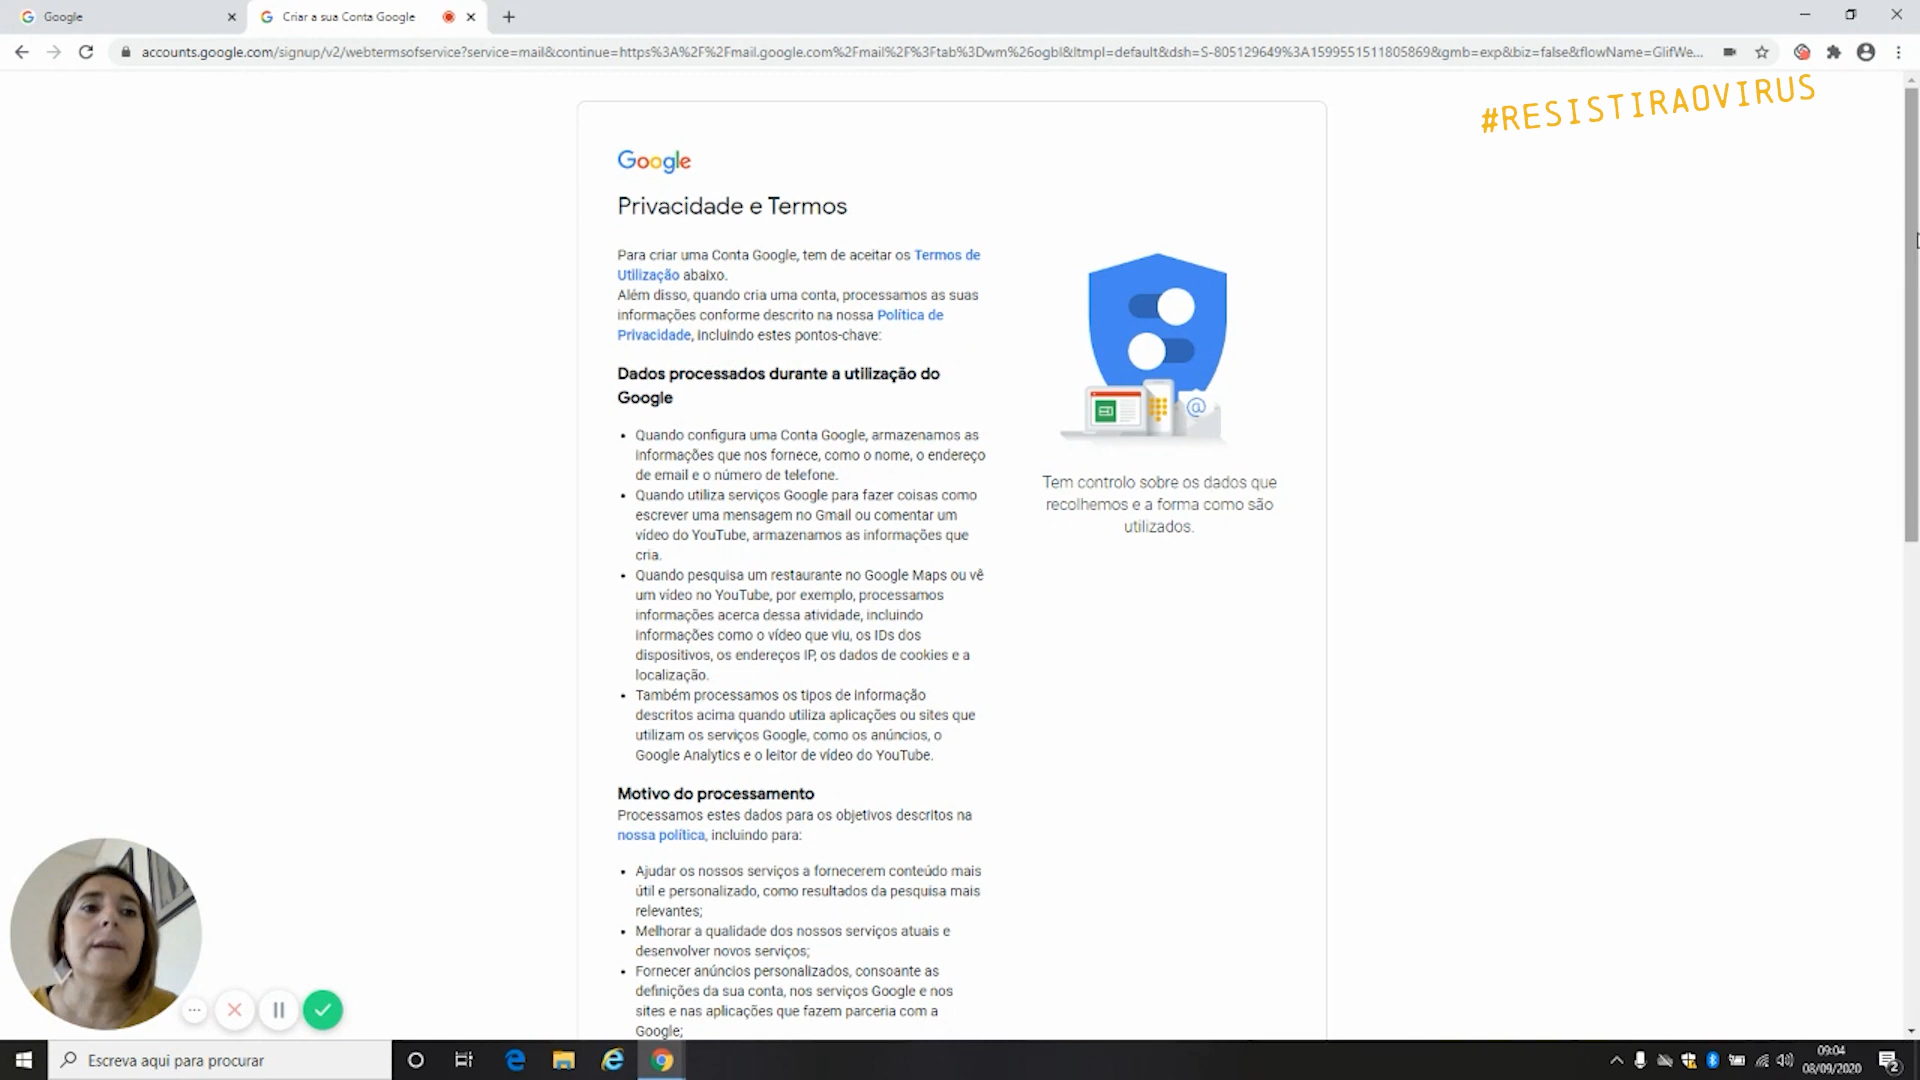 Google
Criar a sua Conta Google
accounts.google.com/signup/v2/webtermsofservice?service=mail&continue=https%3A%2F%2Fmail.google.com%2Fmail%2F%3Ftab%3Dwm%26ogbl&ltmpl=default&dsh=S-805129649%3A1599551511805869&gmb=exp&biz=false&flowName=GlifWe...
#RESISTIRAOVIRUS
Google
Privacidade e Termos
Para criar uma Conta Google, tem de aceitar os Termos de
Utilização abaixo.
Além disso, quando cria uma conta, processamos as suas
informações conforme descrito na nossa Política de
Privacidade, incluindo estes pontos-chave:
Dados processados durante a utilização do
Google
• Quando configura uma Conta Google, armazenamos as
informações que nos fornece, como o nome, o endereço
de email e o número de telefone.
• Quando utiliza serviços Google para fazer coisas como
escrever uma mensagem no Gmail ou comentar um
vídeo do YouTube, armazenamos as informações que
cria.
• Quando pesquisa um restaurante no Google Maps ou vê
um vídeo no YouTube, por exemplo, processamos
informações acerca dessa atividade, incluindo
informações como o vídeo que viu, os IDs dos
dispositivos, os endereços IP, os dados de cookies e a
localização.
• Também processamos os tipos de informação
descritos acima quando utiliza aplicações ou sites que
utilizam os serviços Google, como os anúncios, o
Google Analytics e o leitor de vídeo do YouTube.
Motivo do processamento
Processamos estes dados para os objetivos descritos na
nossa política, incluindo para:
• Ajudar os nossos serviços a fornecerem conteúdo mais
útil e personalizado, como resultados da pesquisa mais
relevantes;
• Melhorar a qualidade dos nossos serviços atuais e
desenvolver novos serviços;
• Fornecer anúncios personalizados, consoante as
definições da sua conta, nos serviços Google e nos
sites e nas aplicações que fazem parceria com a
Google;
@
Tem controlo sobre os dados que
recolhemos e a forma como são
utilizados.
Escreva aqui para procurar
09:04
08/09/2020
2